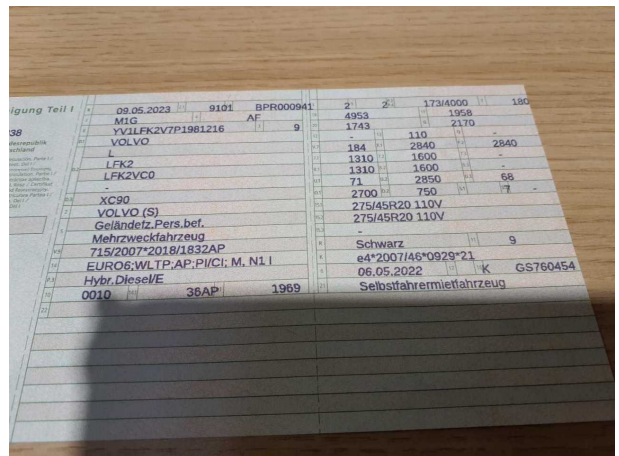 igung Teil I
38
desrepublik
schland
09.05.2023 9101 BPR000941
M1G AF
YV1LFK2V7P1981216 9
VOLVO
L
LFK2
LFK2VC0
-
XC90
VOLVO (S)
Geländefz.Pers.bef.
Mehrzweckfahrzeug
715/2007*2018/1832AP
EURO6;WLTP;AP;PI/CI; M, N1 I
Hybr.Diesel/E
0010 36AP 1969
22
2 2 173/4000 180
4953 1958
1743 2170
- 110 -
184 2840 2840
1310 1600 -
1310 1600 -
71 2850 68
2700 750 7 -
275/45R20 110V
275/45R20 110V
-
Schwarz 9
e4*2007/46*0929*21
06.05.2022 K GS760454
Selbstfahrermietfahrzeug